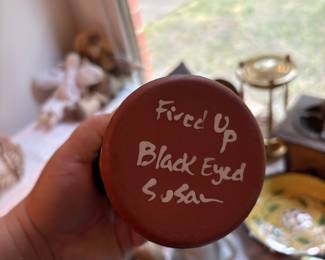 Fired Up
Black Eyed
Susan